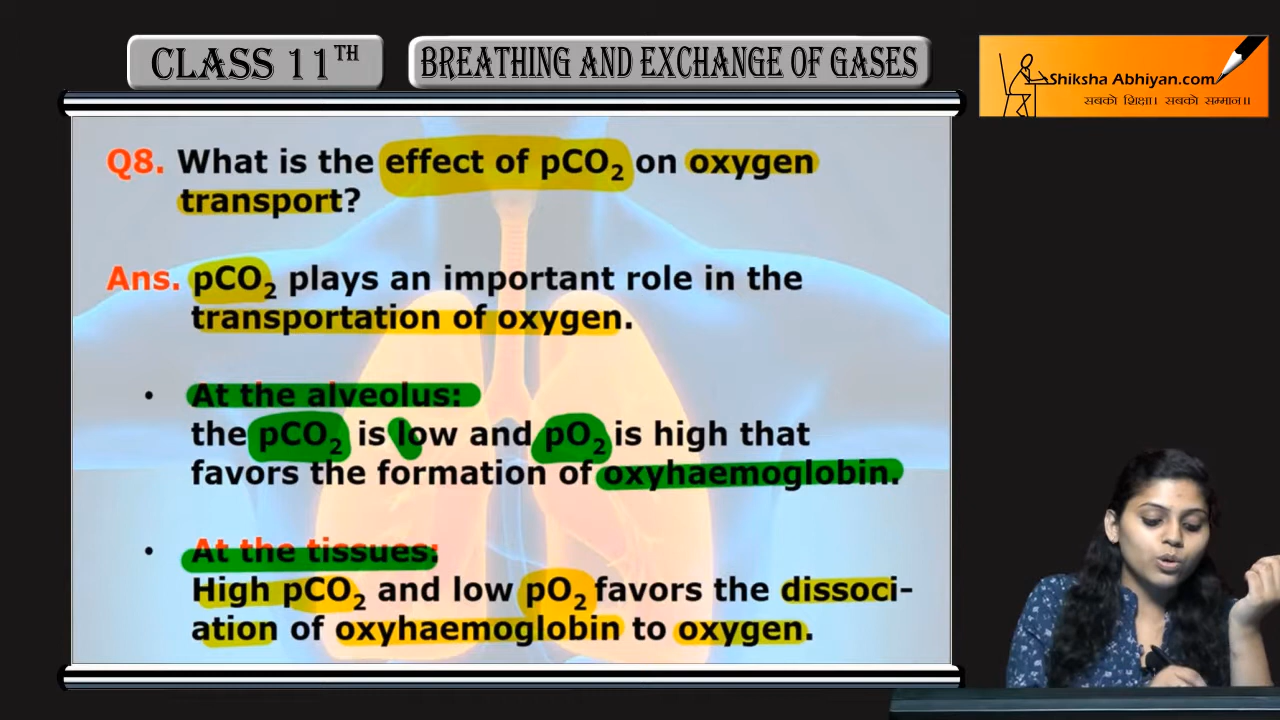 CLASS 11TH
BREATHING AND EXCHANGE OF GASES
Shiksha Abhiyan.com
सबको शिक्षा। सबको सम्मान॥
Q8. What is the effect of pCO2 on oxygen
transport?
Ans. pCO2 plays an important role in the
transportation of oxygen.
• At the alveolus:
the pCO2 is low and pO2 is high that
favors the formation of oxyhaemoglobin.
• At the tissues:
High pCO2 and low pO2 favors the dissoci-
ation of oxyhaemoglobin to oxygen.